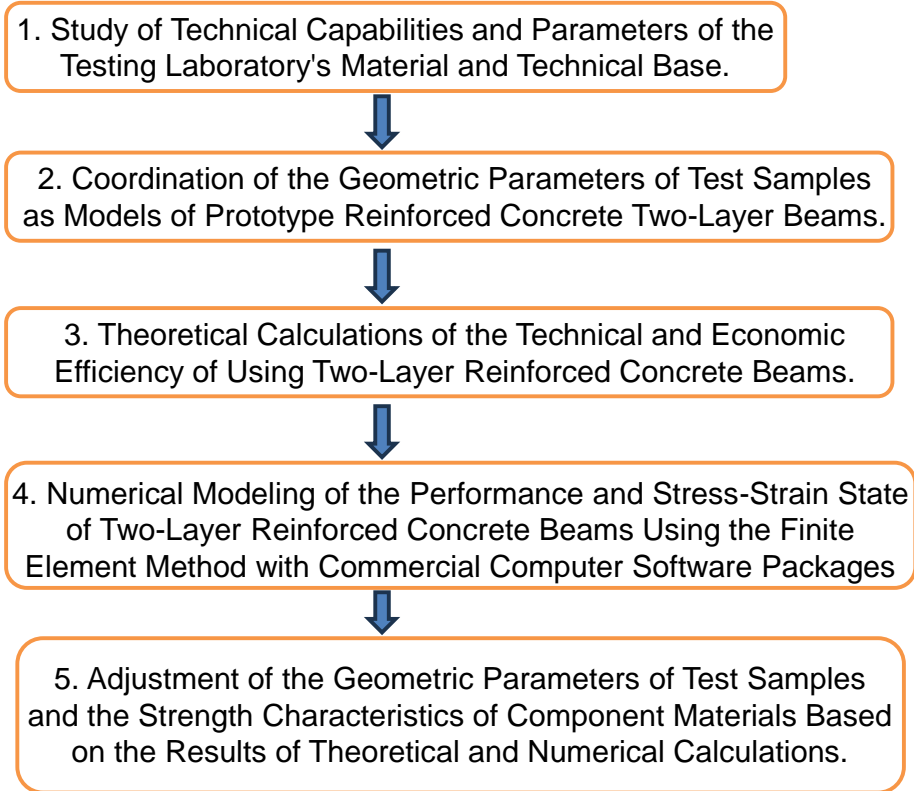 1. Study of Technical Capabilities and Parameters of the
Testing Laboratory's Material and Technical Base.
2. Coordination of the Geometric Parameters of Test Samples
as Models of Prototype Reinforced Concrete Two-Layer Beams.
3. Theoretical Calculations of the Technical and Economic
Efficiency of Using Two-Layer Reinforced Concrete Beams.
4. Numerical Modeling of the Performance and Stress-Strain State
of Two-Layer Reinforced Concrete Beams Using the Finite
Element Method with Commercial Computer Software Packages
5. Adjustment of the Geometric Parameters of Test Samples
and the Strength Characteristics of Component Materials Based
on the Results of Theoretical and Numerical Calculations.